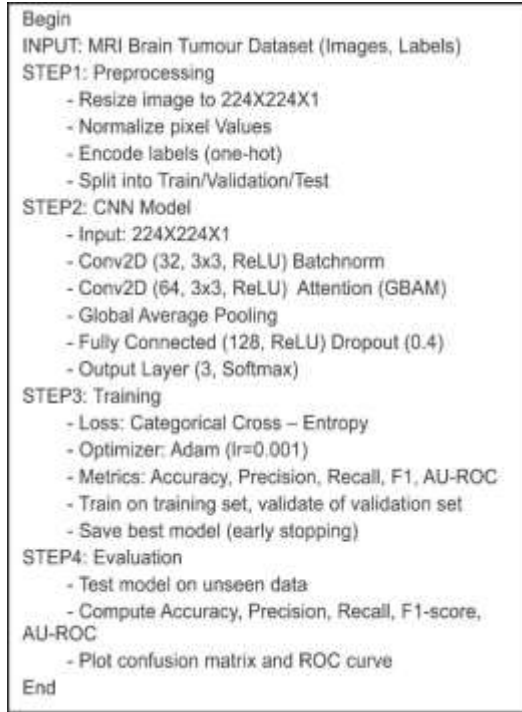 Begin
INPUT: MRI Brain Tumour Dataset (Images, Labels)
STEP1: Preprocessing
- Resize image to 224X224X1
- Normalize pixel Values
- Encode labels (one-hot)
- Split into Train/Validation/Test
STEP2: CNN Model
- Input: 224X224X1
- Conv2D (32, 3x3, ReLU) Batchnorm
- Conv2D (64, 3x3, ReLU) Attention (GBAM)
- Global Average Pooling
- Fully Connected (128, ReLU) Dropout (0.4)
- Output Layer (3, Softmax)
STEP3: Training
- Loss: Categorical Cross – Entropy
- Optimizer: Adam (lr=0.001)
- Metrics: Accuracy, Precision, Recall, F1, AU-ROC
- Train on training set, validate of validation set
- Save best model (early stopping)
STEP4: Evaluation
- Test model on unseen data
- Compute Accuracy, Precision, Recall, F1-score,
AU-ROC
- Plot confusion matrix and ROC curve
End